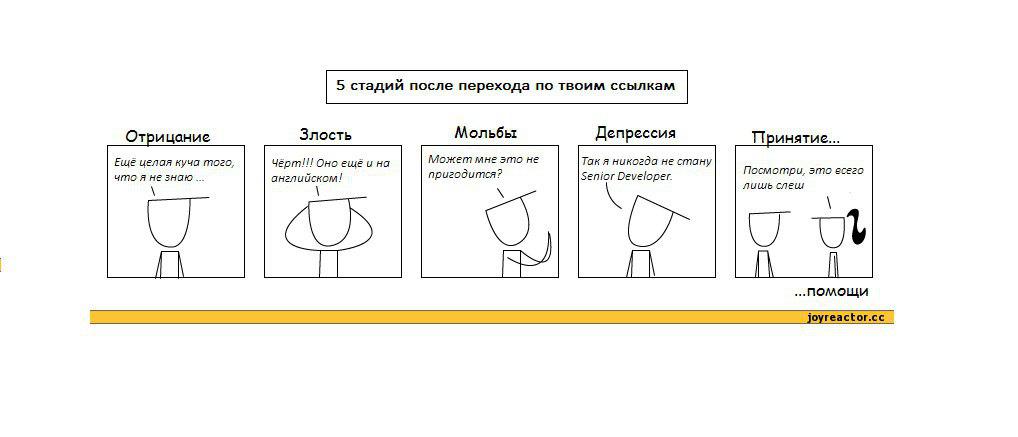 5 стадий после перехода по твоим ссылкам
Отрицание
Ещё целая куча того,
что я не знаю ...
Злость
Чёрт!!! Оно ещё и на
английском!
Мольбы
Может мне это не
пригодится?
Депрессия
Так я никогда не стану
Senior Developer.
Принятие...
Посмотри, это всего
лишь слеш
...помощи
joyreactor.cc